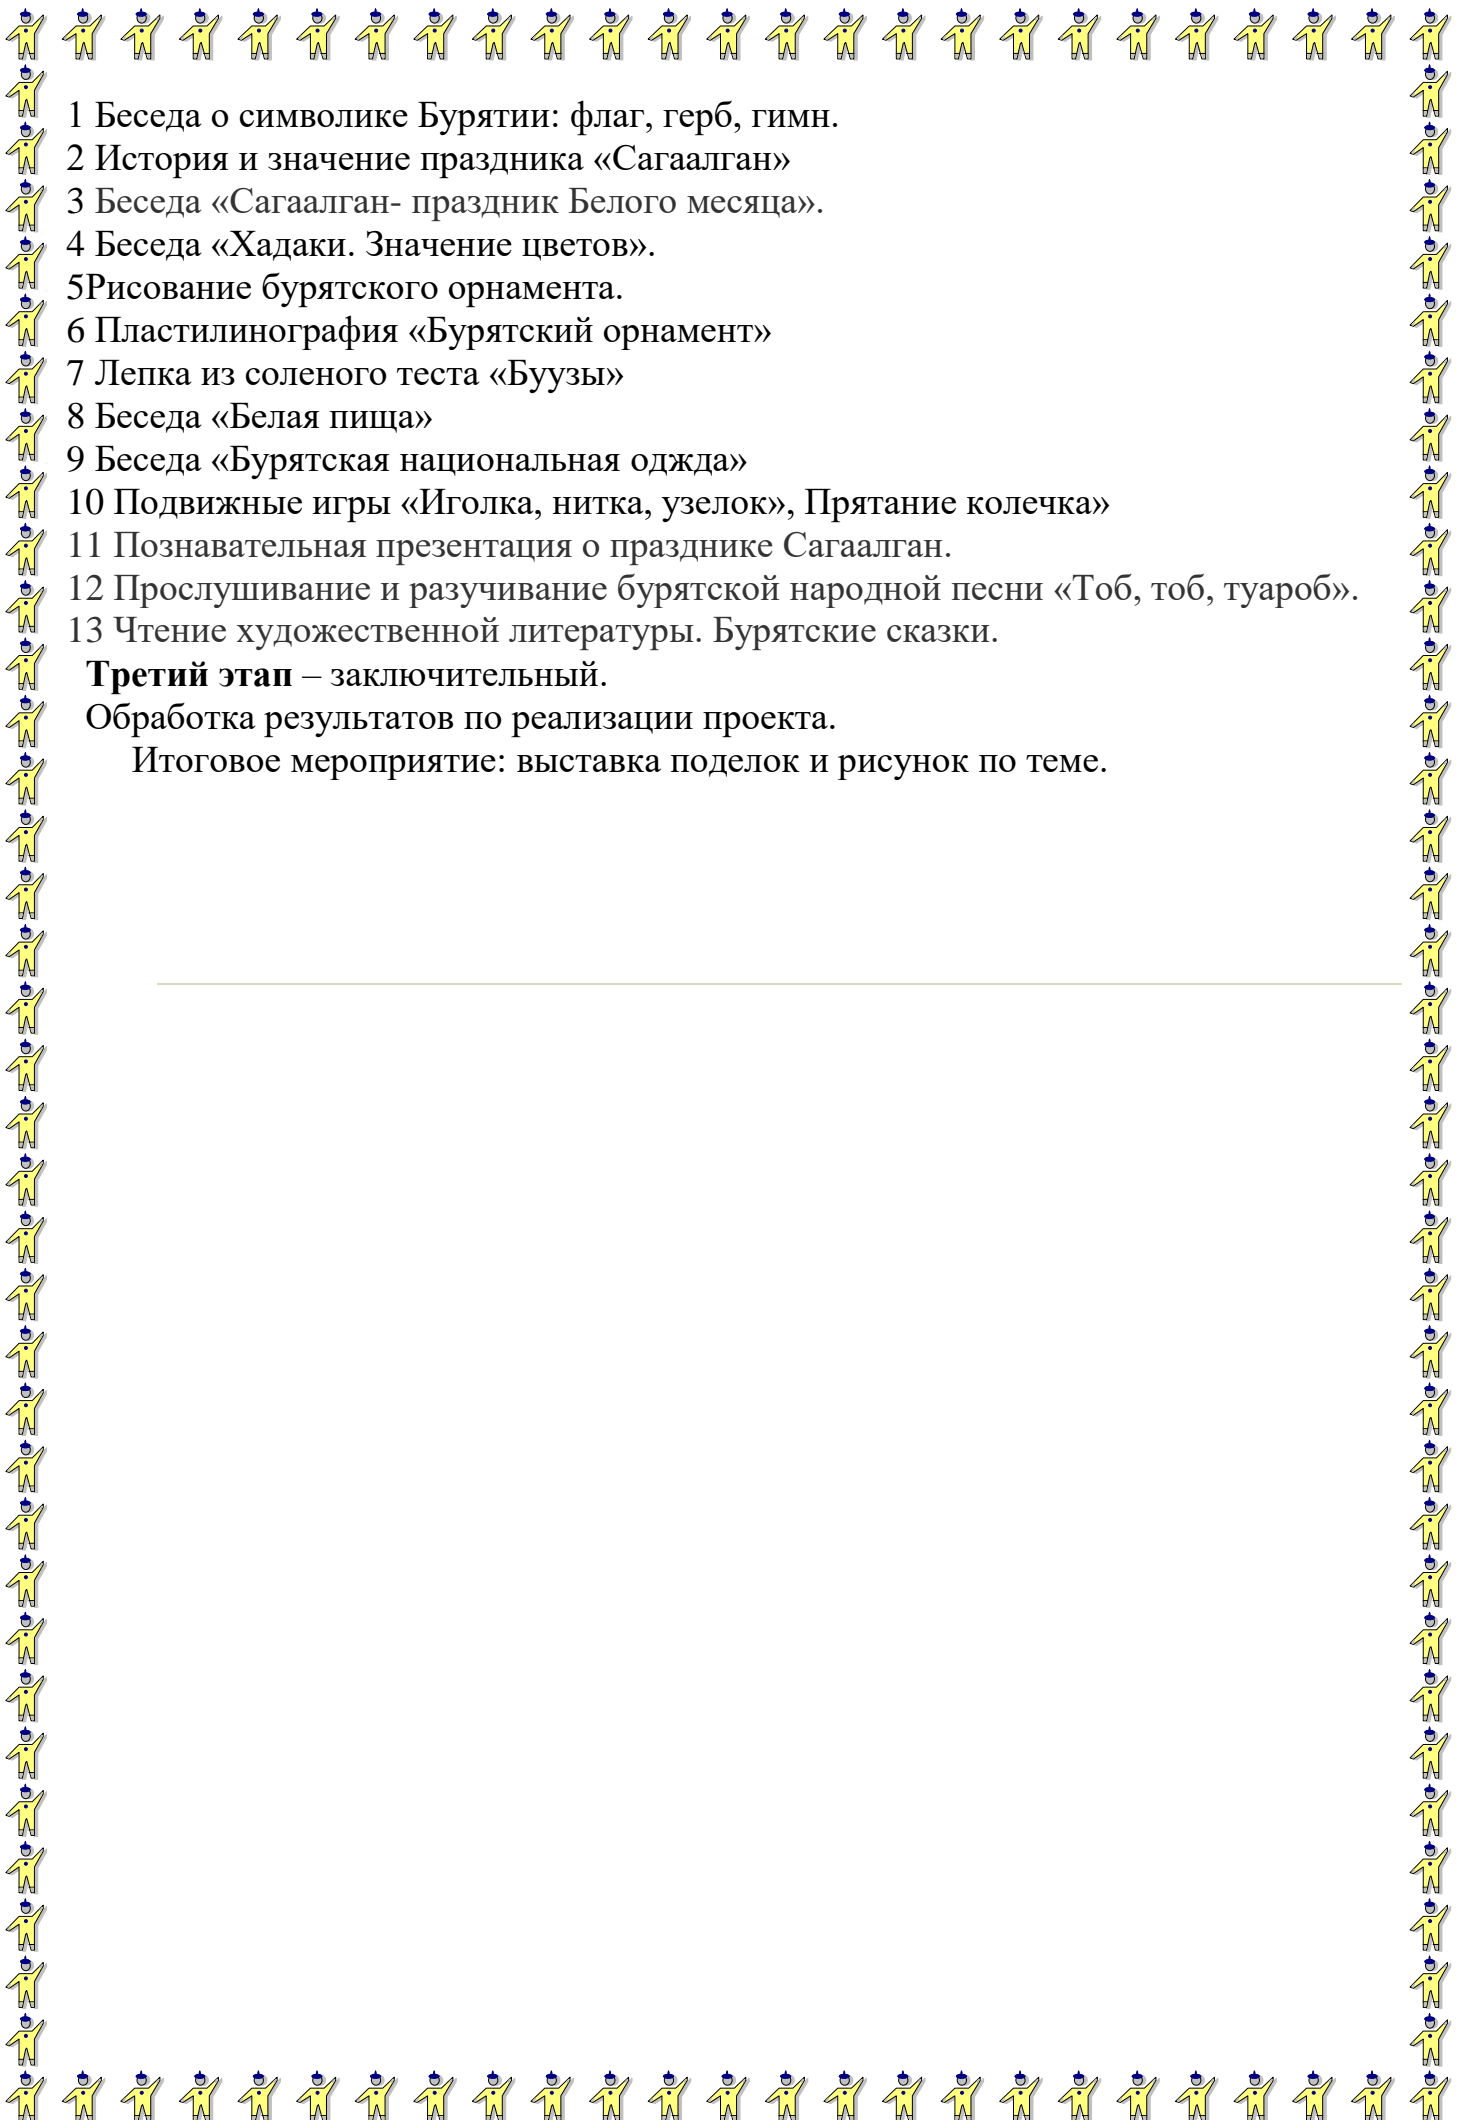 1 Беседа о символике Бурятии: флаг, герб, гимн.
2 История и значение праздника «Сагаалган»
3 Беседа «Сагаалган- праздник Белого месяца».
4 Беседа «Хадаки. Значение цветов».
5Рисование бурятского орнамента.
6 Пластилинография «Бурятский орнамент»
7 Лепка из соленого теста «Буузы»
8 Беседа «Белая пища»
9 Беседа «Бурятская национальная оджда»
10 Подвижные игры «Иголка, нитка, узелок», Прятание колечка»
11 Познавательная презентация о празднике Сагаалган.
12 Прослушивание и разучивание бурятской народной песни «Тоб, тоб, туароб».
13 Чтение художественной литературы. Бурятские сказки.
Третий этап – заключительный.
Обработка результатов по реализации проекта.
Итоговое мероприятие: выставка поделок и рисунок по теме.